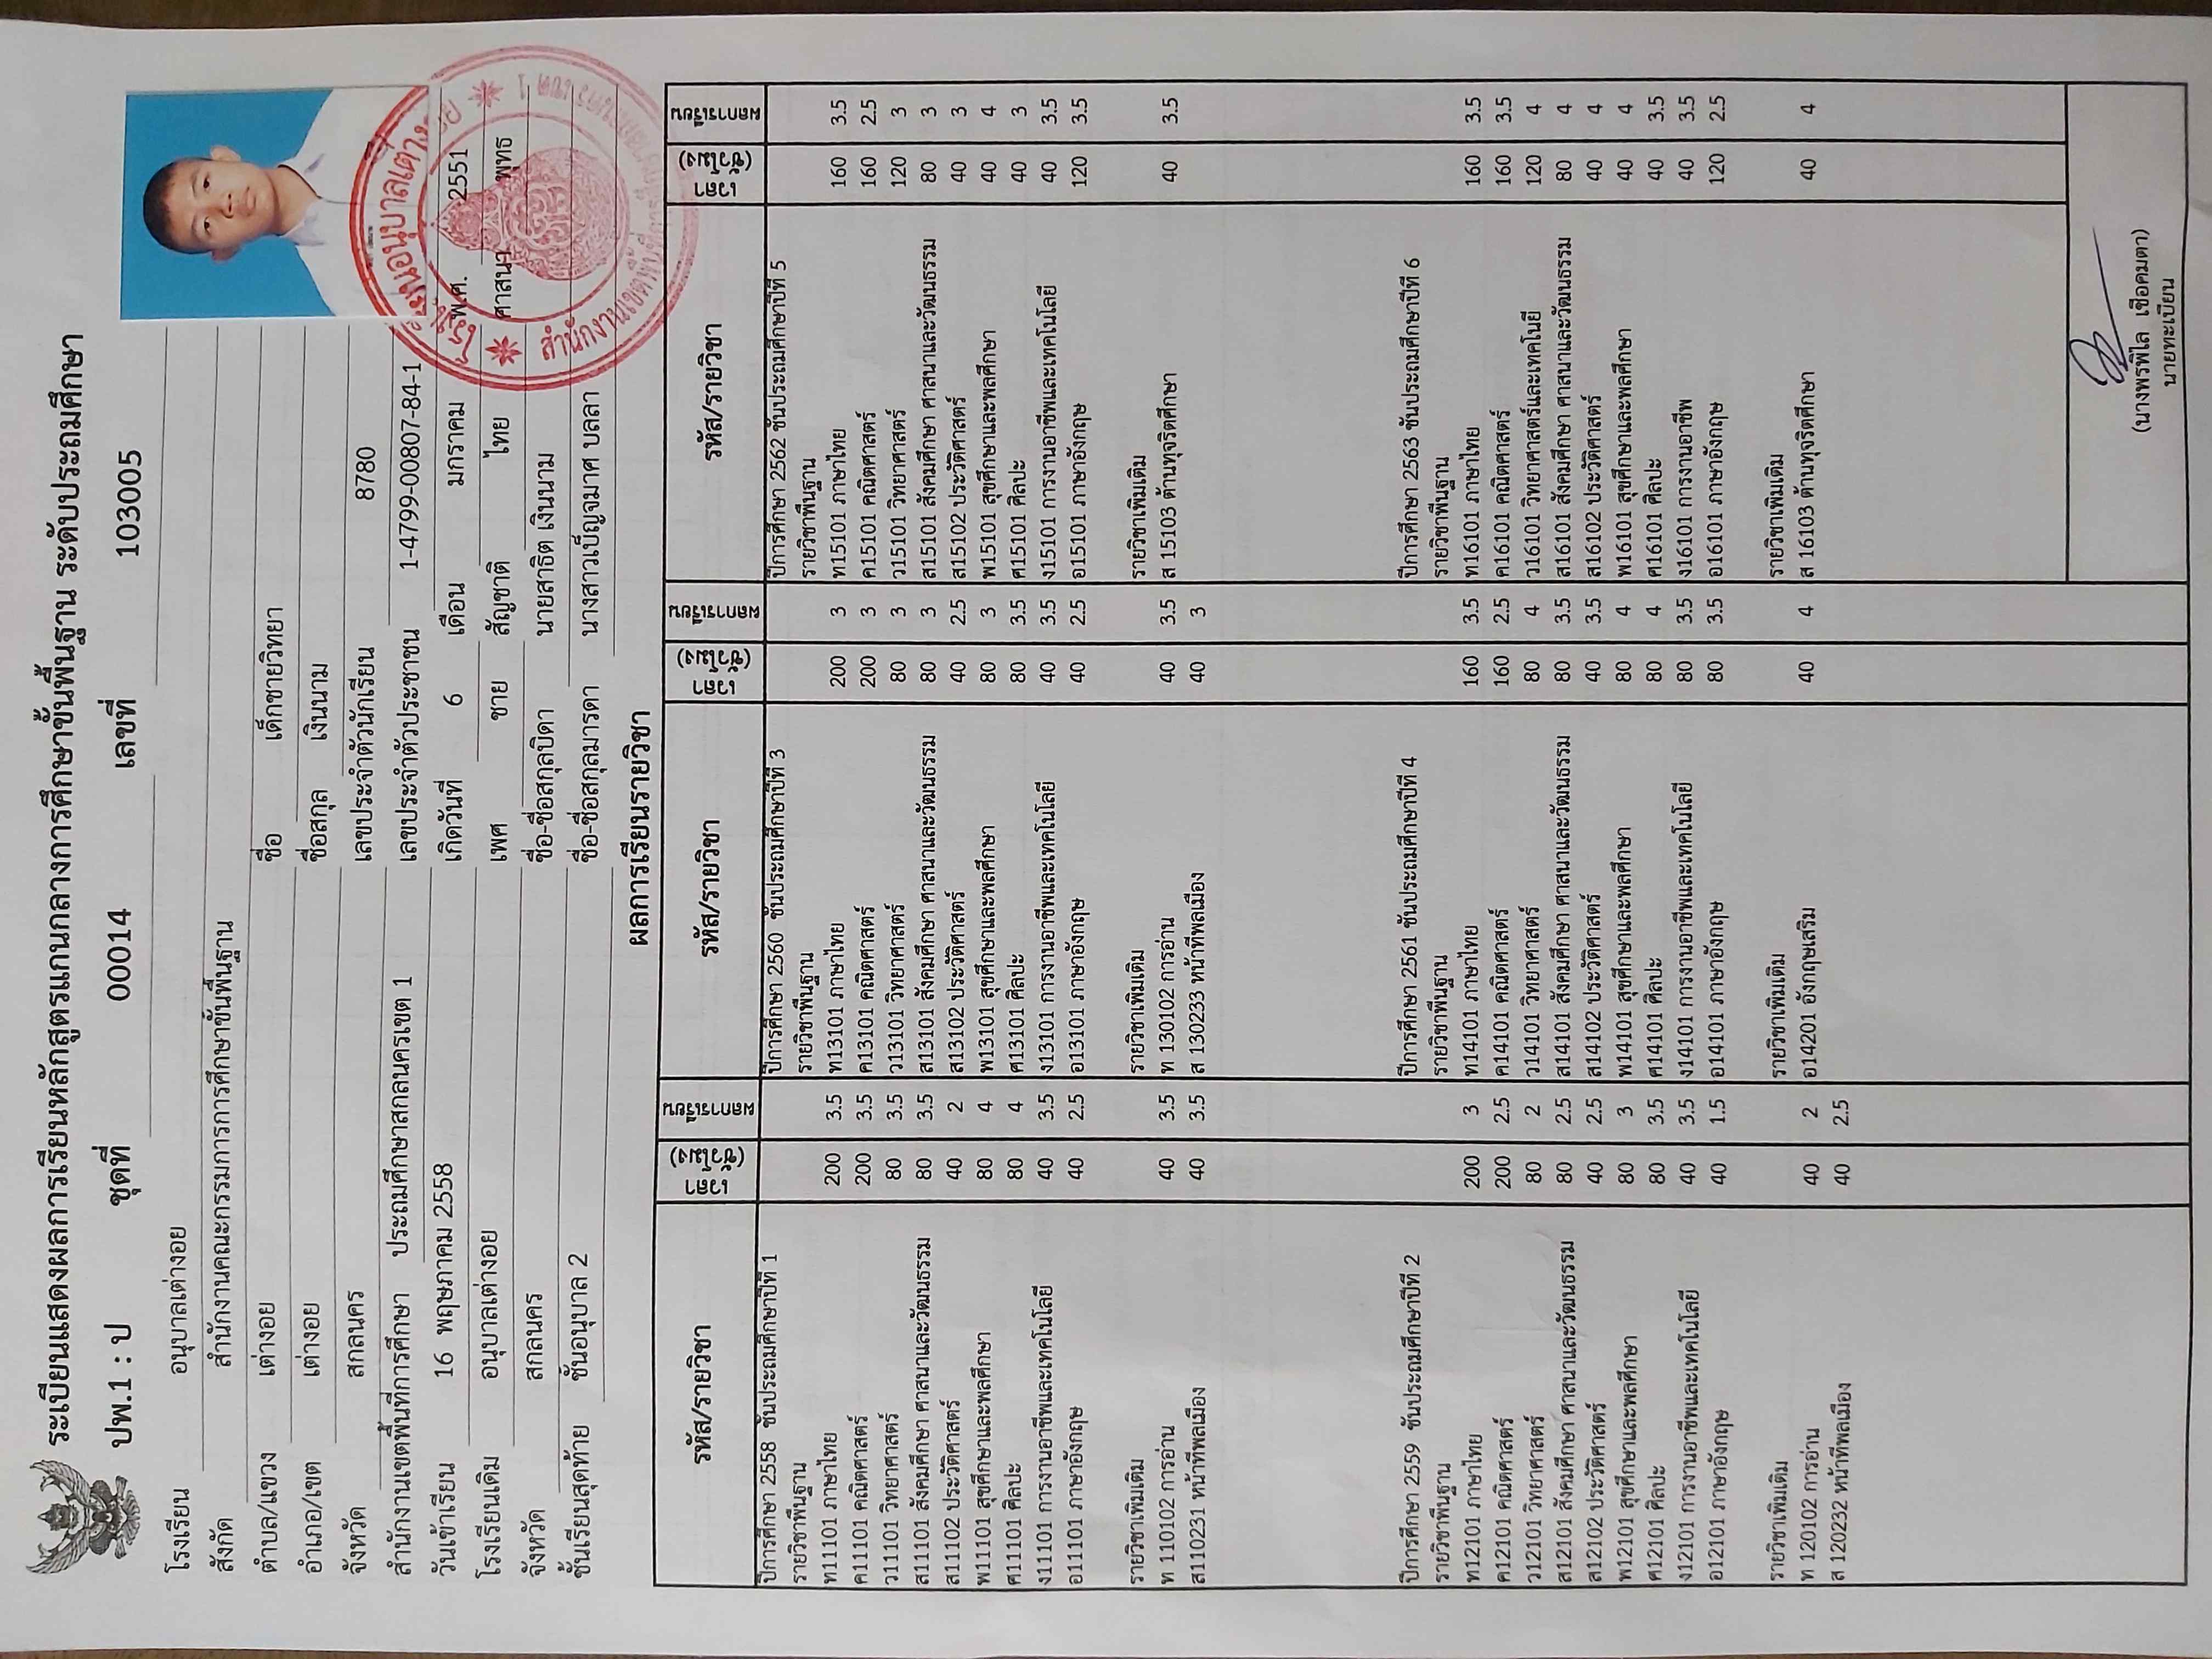 ระเบียนแสดงผลการเรียนหลักสูตรแกนกลางการศึกษาขั้นพื้นฐาน ระดับประถมศึกษา
ปพ.1 : ป ชุดที่ 00014 เลขที่ 103005
โรงเรียน อนุบาลเต่างอย
สังกัด สำนักงานคณะกรรมการการศึกษาขั้นพื้นฐาน
ตำบล/แขวง เต่างอย
อำเภอ/เขต เต่างอย
จังหวัด สกลนคร
สำนักงานเขตพื้นที่การศึกษา ประถมศึกษาสกลนครเขต 1
วันเข้าเรียน 16 พฤษภาคม 2558
โรงเรียนเดิม อนุบาลเต่างอย
จังหวัด สกลนคร
ชั้นเรียนสุดท้าย ชั้นอนุบาล 2
ชื่อ เด็กชายวิทยา
ชื่อสกุล เงินนาม
เลขประจำตัวนักเรียน 8780
เลขประจำตัวประชาชน 1-4799-00807-84-1
เกิดวันที่ 6 เดือน มกราคม พ.ศ. 2551
เพศ ชาย สัญชาติ ไทย ศาสนา พุทธ
ชื่อ-ชื่อสกุลบิดา นายสาธิต เงินนาม
ชื่อ-ชื่อสกุลมารดา นางสาวเบ็ญจมาศ บลลา
ผลการเรียนรายวิชา
รหัส/รายวิชา เวลา (ชั่วโมง) ผลการเรียน
ปีการศึกษา 2558 ชั้นประถมศึกษาปีที่ 1
รายวิชาพื้นฐาน
ท11101 ภาษาไทย 200 3.5
ค11101 คณิตศาสตร์ 200 3.5
ว11101 วิทยาศาสตร์ 80 3.5
ส11101 สังคมศึกษา ศาสนาและวัฒนธรรม 80 3.5
ส11102 ประวัติศาสตร์ 40 2
พ11101 สุขศึกษาและพลศึกษา 80 4
ศ11101 ศิลปะ 80 4
ง11101 การงานอาชีพและเทคโนโลยี 40 3.5
อ11101 ภาษาอังกฤษ 40 2.5
รายวิชาเพิ่มเติม
ท 110102 การอ่าน 40 3.5
ส110231 หน้าที่พลเมือง 40 3.5
ปีการศึกษา 2559 ชั้นประถมศึกษาปีที่ 2
รายวิชาพื้นฐาน
ท12101 ภาษาไทย 200 3
ค12101 คณิตศาสตร์ 200 2.5
ว12101 วิทยาศาสตร์ 80 2
ส12101 สังคมศึกษา ศาสนาและวัฒนธรรม 80 2.5
ส12102 ประวัติศาสตร์ 40 2.5
พ12101 สุขศึกษาและพลศึกษา 80 3
ศ12101 ศิลปะ 80 3.5
ง12101 การงานอาชีพและเทคโนโลยี 40 3.5
อ12101 ภาษาอังกฤษ 40 1.5
รายวิชาเพิ่มเติม
ท 120102 การอ่าน 40 2
ส 120232 หน้าที่พลเมือง 40 2.5
รหัส/รายวิชา เวลา (ชั่วโมง) ผลการเรียน
ปีการศึกษา 2560 ชั้นประถมศึกษาปีที่ 3
รายวิชาพื้นฐาน
ท13101 ภาษาไทย 200 3
ค13101 คณิตศาสตร์ 200 3
ว13101 วิทยาศาสตร์ 80 3
ส13101 สังคมศึกษา ศาสนาและวัฒนธรรม 80 3
ส13102 ประวัติศาสตร์ 40 2.5
พ13101 สุขศึกษาและพลศึกษา 80 3
ศ13101 ศิลปะ 80 3.5
ง13101 การงานอาชีพและเทคโนโลยี 40 3.5
อ13101 ภาษาอังกฤษ 40 2.5
รายวิชาเพิ่มเติม
ท 130102 การอ่าน 40 3.5
ส 130233 หน้าที่พลเมือง 40 3
ปีการศึกษา 2561 ชั้นประถมศึกษาปีที่ 4
รายวิชาพื้นฐาน
ท14101 ภาษาไทย 160 3.5
ค14101 คณิตศาสตร์ 160 2.5
ว14101 วิทยาศาสตร์ 80 4
ส14101 สังคมศึกษา ศาสนาและวัฒนธรรม 80 3.5
ส14102 ประวัติศาสตร์ 40 3.5
พ14101 สุขศึกษาและพลศึกษา 80 4
ศ14101 ศิลปะ 80 4
ง14101 การงานอาชีพและเทคโนโลยี 80 3.5
อ14101 ภาษาอังกฤษ 80 3.5
รายวิชาเพิ่มเติม
อ14201 อังกฤษเสริม 40 4
รหัส/รายวิชา เวลา (ชั่วโมง) ผลการเรียน
ปีการศึกษา 2562 ชั้นประถมศึกษาปีที่ 5
รายวิชาพื้นฐาน
ท15101 ภาษาไทย 160 3.5
ค15101 คณิตศาสตร์ 160 2.5
ว15101 วิทยาศาสตร์ 120 3
ส15101 สังคมศึกษา ศาสนาและวัฒนธรรม 80 3
ส15102 ประวัติศาสตร์ 40 3
พ15101 สุขศึกษาและพลศึกษา 40 4
ศ15101 ศิลปะ 40 3
ง15101 การงานอาชีพและเทคโนโลยี 40 3.5
อ15101 ภาษาอังกฤษ 120 3.5
รายวิชาเพิ่มเติม
ส 15103 ต้านทุจริตศึกษา 40 3.5
ปีการศึกษา 2563 ชั้นประถมศึกษาปีที่ 6
รายวิชาพื้นฐาน
ท16101 ภาษาไทย 160 3.5
ค16101 คณิตศาสตร์ 160 3.5
ว16101 วิทยาศาสตร์และเทคโนยี 120 4
ส16101 สังคมศึกษา ศาสนาและวัฒนธรรม 80 4
ส16102 ประวัติศาสตร์ 40 4
พ16101 สุขศึกษาและพลศึกษา 40 4
ศ16101 ศิลปะ 40 3.5
ง16101 การงานอาชีพ 40 3.5
อ16101 ภาษาอังกฤษ 120 2.5
รายวิชาเพิ่มเติม
ส 16103 ต้านทุจริตศึกษา 40 4
(นางพรพิไล เชื้อคมตา)
นายทะเบียน